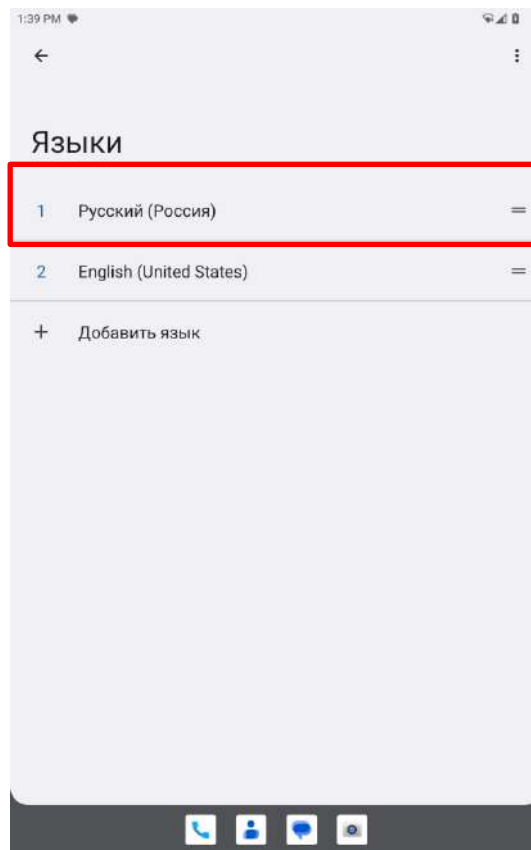 1:39 PM
Языки
1 Русский (Россия)
2 English (United States)
+ Добавить язык